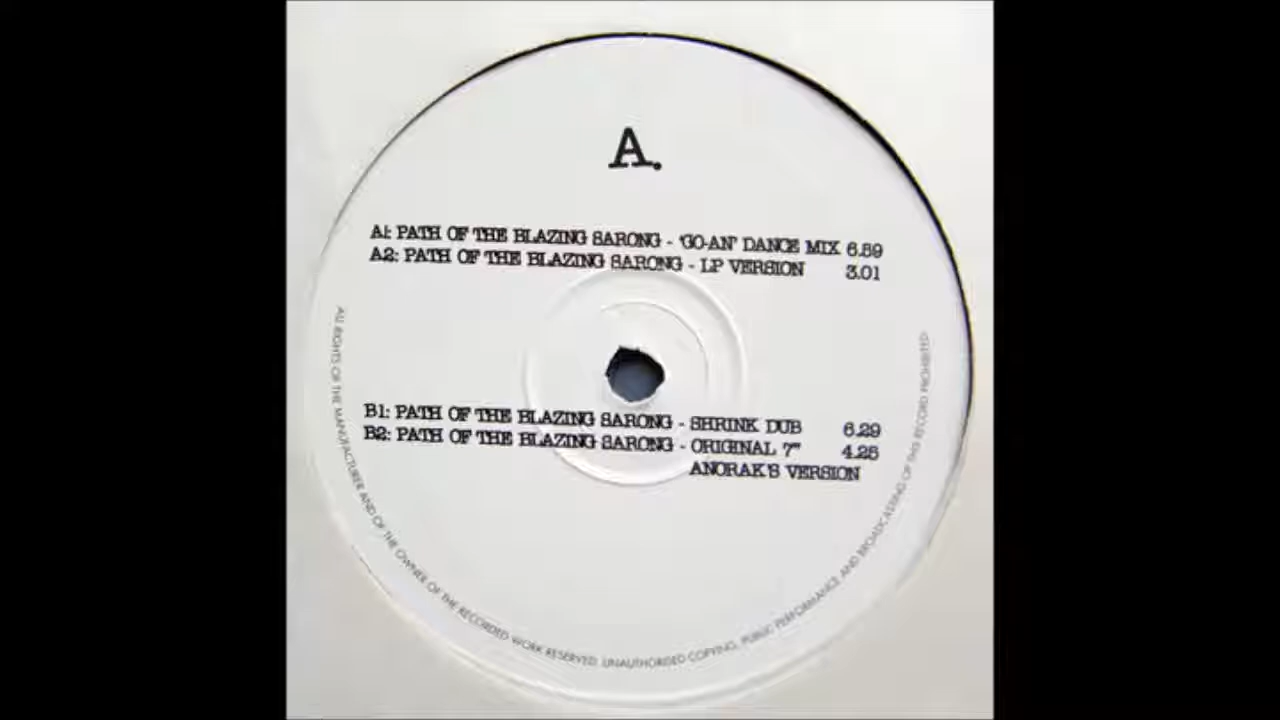 A.
A1: PATH OF THE BLAZING SARONG - 'GO-AN' DANCE MIX 6.59
A2: PATH OF THE BLAZING SARONG - LP VERSION 3.01
B1: PATH OF THE BLAZING SARONG - SHRINK DUB 6.29
B2: PATH OF THE BLAZING SARONG - ORIGINAL 7" 4.25
ANORAK'S VERSION
ALL RIGHTS OF THE MANUFACTURER AND OF THE OWNER OF THE RECORDED WORK RESERVED. UNAUTHORISED COPYING, PUBLIC PERFORMANCE AND BROADCASTING OF THIS RECORD PROHIBITED